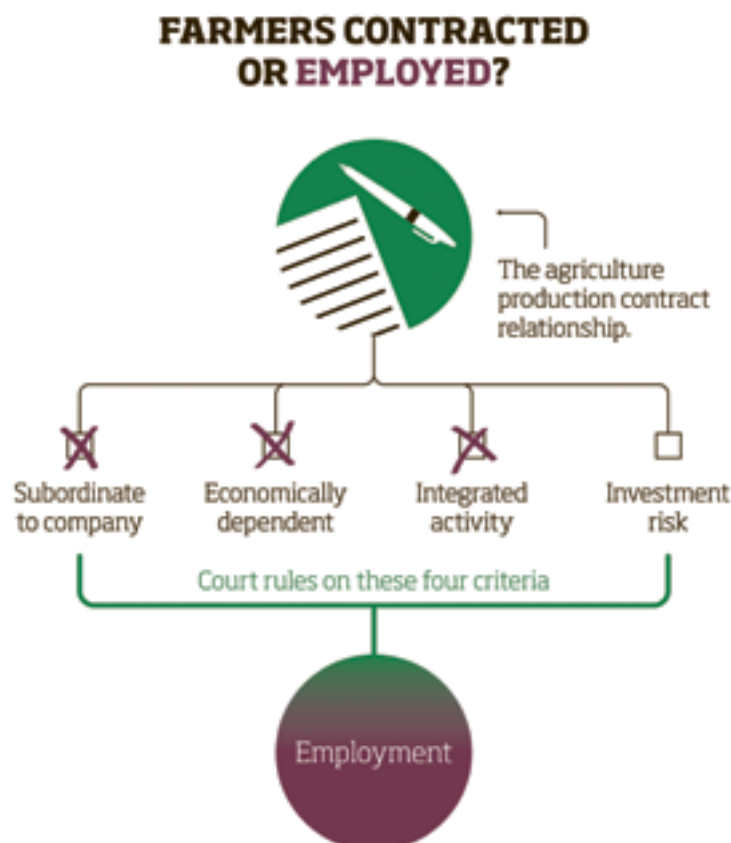 FARMERS CONTRACTED
OR EMPLOYED?
The agriculture
production contract
relationship.
Subordinate
to company
Economically
dependent
Integrated
activity
Investment
risk
Court rules on these four criteria
Employment